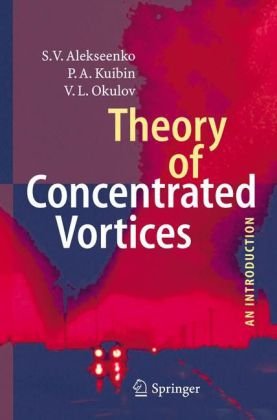 S.V. Alekseenko
P.A. Kuibin
V.L. Okulov
Theory
of
Concentrated
Vortices
AN INTRODUCTION
Springer